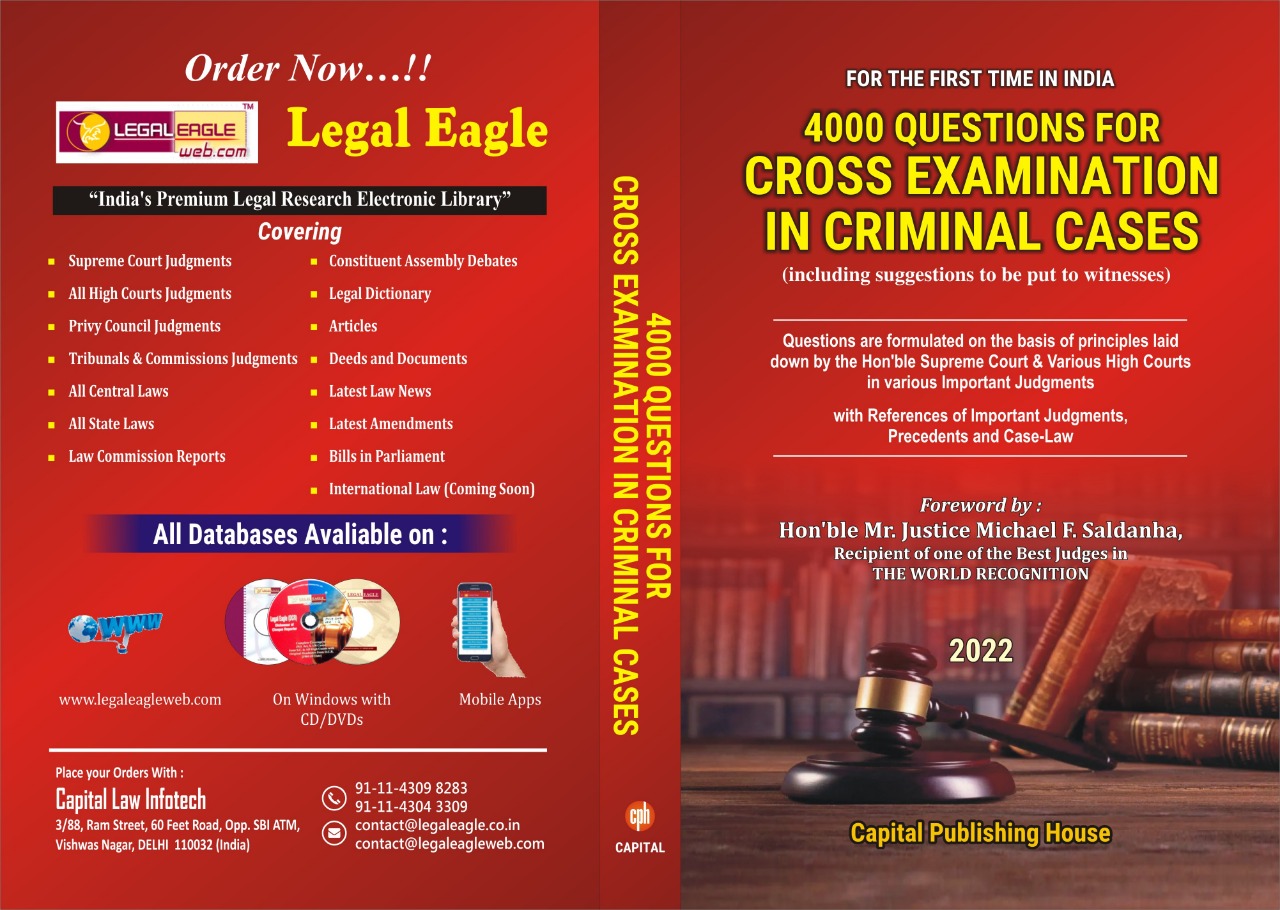 Order Now...!!
LEGALEAGLE
web.com
TM
Legal Eagle
“India's Premium Legal Research Electronic Library”
Covering
Supreme Court Judgments
All High Courts Judgments
Privy Council Judgments
Tribunals & Commissions Judgments
All Central Laws
All State Laws
Law Commission Reports
Constituent Assembly Debates
Legal Dictionary
Articles
Deeds and Documents
Latest Law News
Latest Amendments
Bills in Parliament
International Law (Coming Soon)
All Databases Avaliable on :
www
www.legaleagleweb.com
On Windows with
CD/DVDs
Mobile Apps
Place your Orders With :
Capital Law Infotech
3/88, Ram Street, 60 Feet Road, Opp. SBI ATM,
Vishwas Nagar, DELHI 110032 (India)
91-11-4309 8283
91-11-4304 3309
contact@legaleagle.co.in
contact@legaleagleweb.com
4000 QUESTIONS FOR
CROSS EXAMINATION IN CRIMINAL CASES
cph
CAPITAL
FOR THE FIRST TIME IN INDIA
4000 QUESTIONS FOR
CROSS EXAMINATION
IN CRIMINAL CASES
(including suggestions to be put to witnesses)
Questions are formulated on the basis of principles laid
down by the Hon'ble Supreme Court & Various High Courts
in various Important Judgments
with References of Important Judgments,
Precedents and Case-Law
Foreword by :
Hon'ble Mr. Justice Michael F. Saldanha,
Recipient of one of the Best Judges in
THE WORLD RECOGNITION
2022
Capital Publishing House